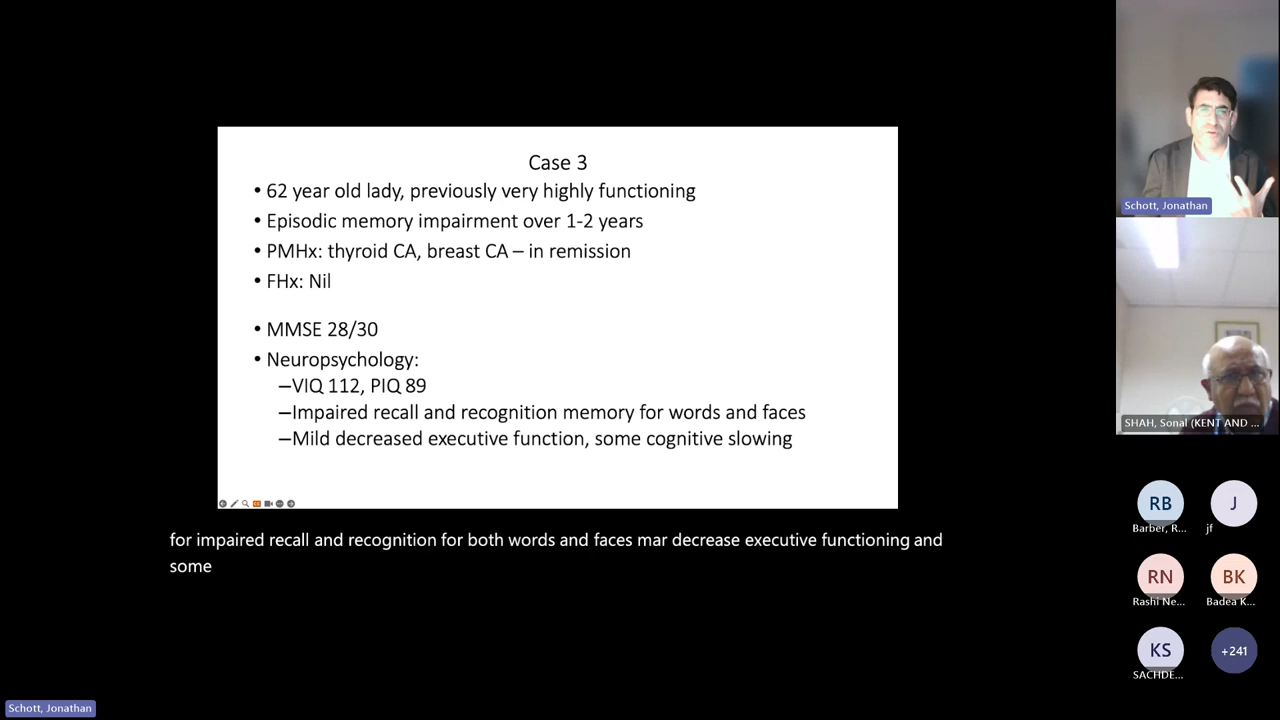 Case 3
• 62 year old lady, previously very highly functioning
• Episodic memory impairment over 1-2 years
• PMHx: thyroid CA, breast CA – in remission
• FHx: Nil
• MMSE 28/30
• Neuropsychology:
–VIQ 112, PIQ 89
–Impaired recall and recognition memory for words and faces
–Mild decreased executive function, some cognitive slowing
for impaired recall and recognition for both words and faces mar decrease executive functioning and
some
Schott, Jonathan
Schott, Jonathan
SHAH, Sonal (KENT AND ...
RB
Barber, R...
J
jf
RN
Rashi Ne...
BK
Badea K...
KS
SACHDE...
+241